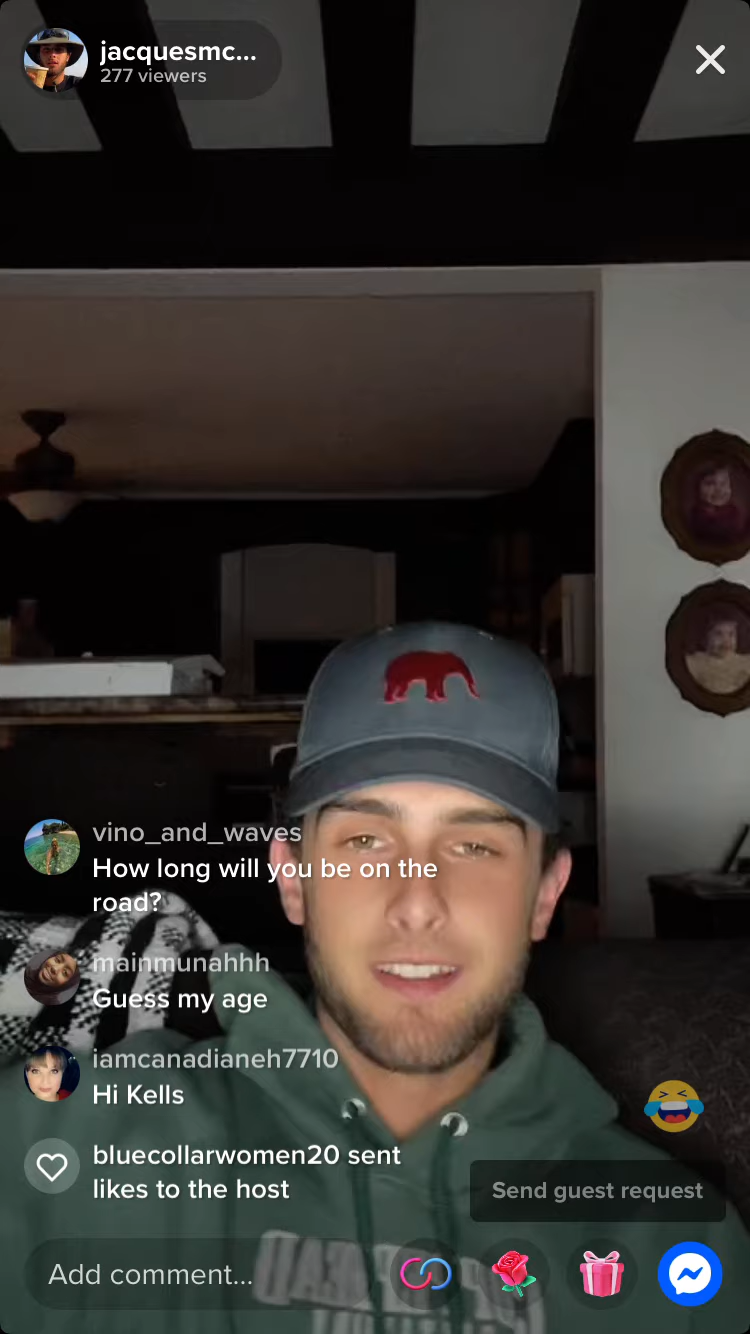 jacquesmc...
277 viewers
vino_and_waves
How long will you be on the
road?
mainmunahhh
Guess my age
iamcanadianeh7710
Hi Kells
bluecollarwomen20 sent
likes to the host
Send guest request
Add comment...